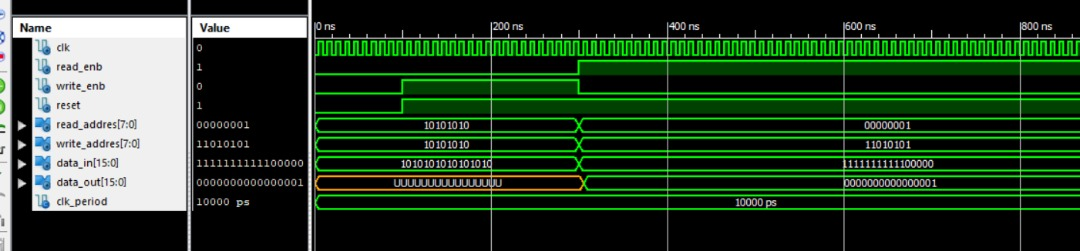 Name Value 0 ns 200 ns 400 ns 600 ns 800 ns
clk 0
read_enb 1
write_enb 0
reset 1
read_addres[7:0] 00000001 10101010 00000001
write_addres[7:0] 11010101 10101010 11010101
data_in[15:0] 1111111111100000 1010101010101010 1111111111100000
data_out[15:0] 0000000000000001 UUUUUUUUUUUUUUUU 0000000000000001
clk_period 10000 ps 10000 ps